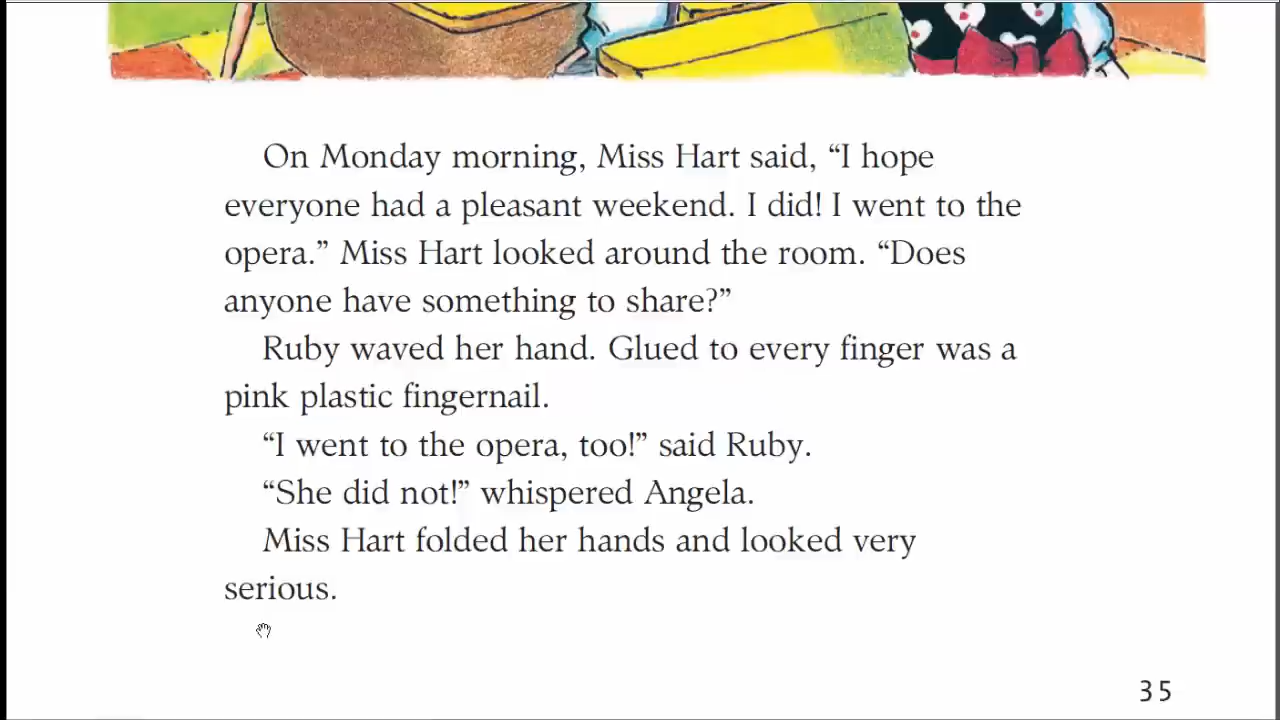 On Monday morning, Miss Hart said, “I hope
everyone had a pleasant weekend. I did! I went to the
opera.” Miss Hart looked around the room. “Does
anyone have something to share?”
Ruby waved her hand. Glued to every finger was a
pink plastic fingernail.
“I went to the opera, too!” said Ruby.
“She did not!” whispered Angela.
Miss Hart folded her hands and looked very
serious.
35